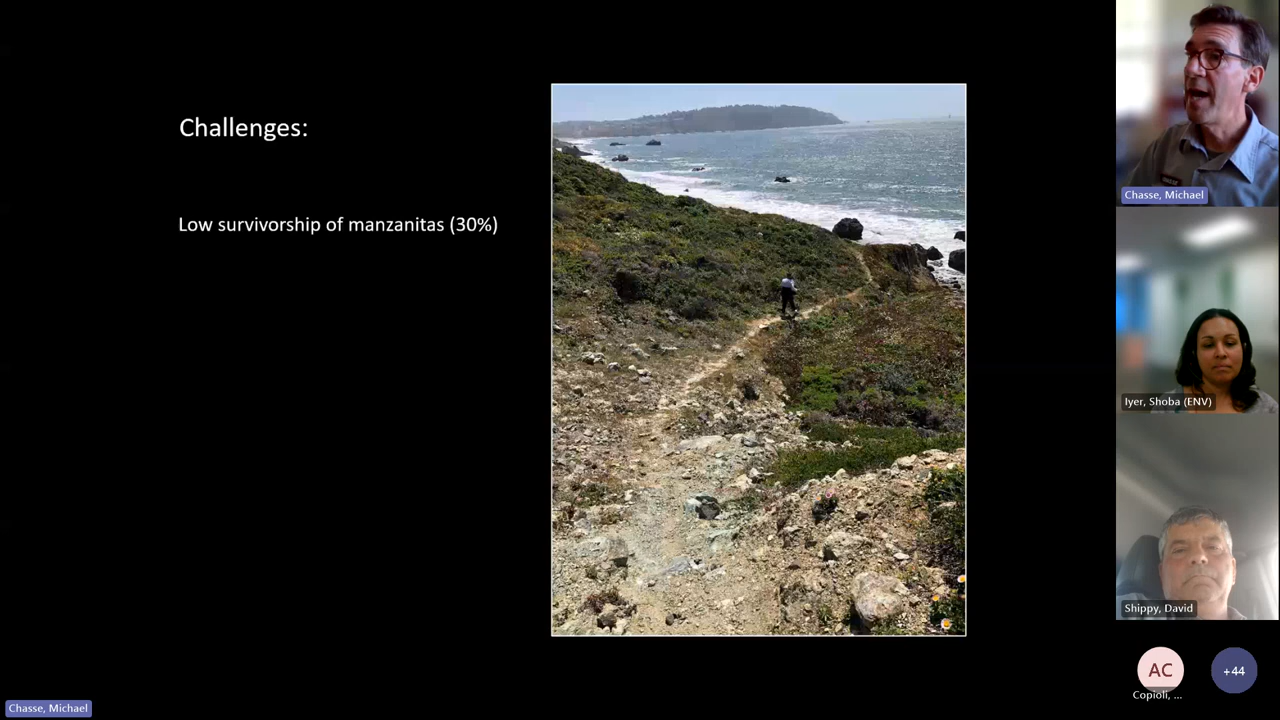 Challenges:
Low survivorship of manzanitas (30%)
Chasse, Michael
Iyer, Shoba (ENV)
Shippy, David
AC
Copioli, ...
+44
Chasse, Michael